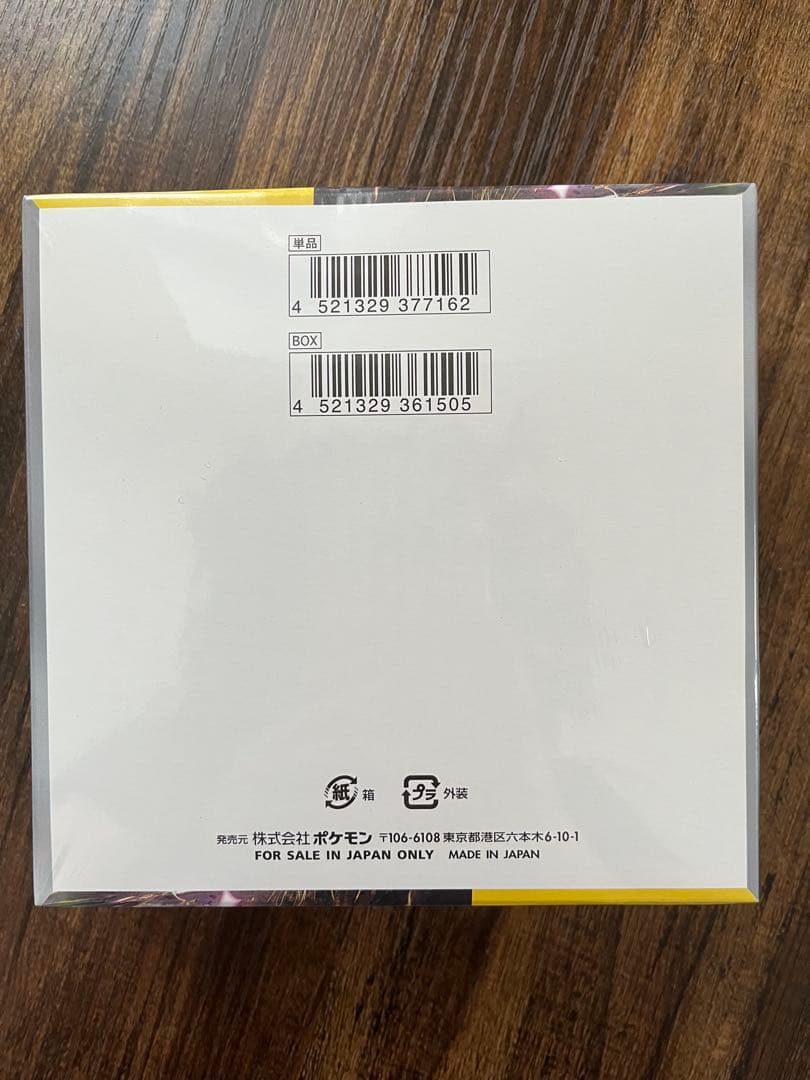 単品
4 521329 377162
BOX
4 521329 361505
紙 箱 プラ 外装
発売元 株式会社ポケモン 〒106-6108 東京都港区六本木6-10-1
FOR SALE IN JAPAN ONLY MADE IN JAPAN